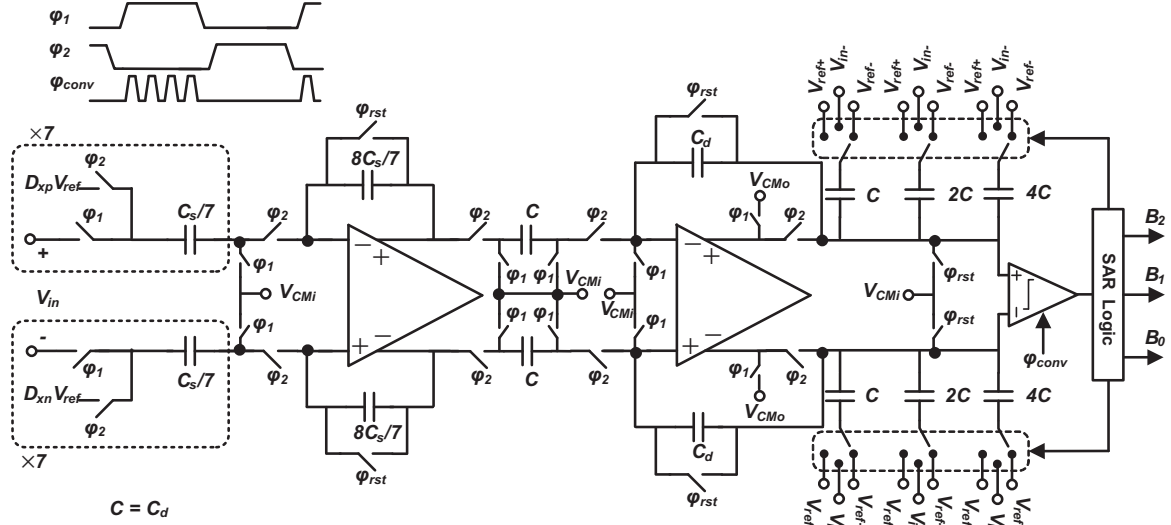 φ1
φ2
φconv
×7
φ2
DxpVref
φ1
Cs/7
φ2
+
Vin
φ1
VCMi
φ1
-
φ1
Cs/7
φ2
DxnVref
φ2
×7
C = Cd
φrst
8Cs/7
− +
+ −
8Cs/7
φrst
φ2
C
φ2
φ1 φ1
VCMi
φ1 φ1
φ2
C
φ2
φrst
Cd
VCMo
φ1
φ2
φ1
VCMi
φ1
− +
+ −
φ1
φ2
VCMo
Cd
φrst
Vref+ Vin- Vref- Vref+ Vin- Vref- Vref+ Vin- Vref-
C 2C 4C
φrst
VCMi
φrst
+
-
φconv
C 2C 4C
SAR Logic
B2
B1
B0